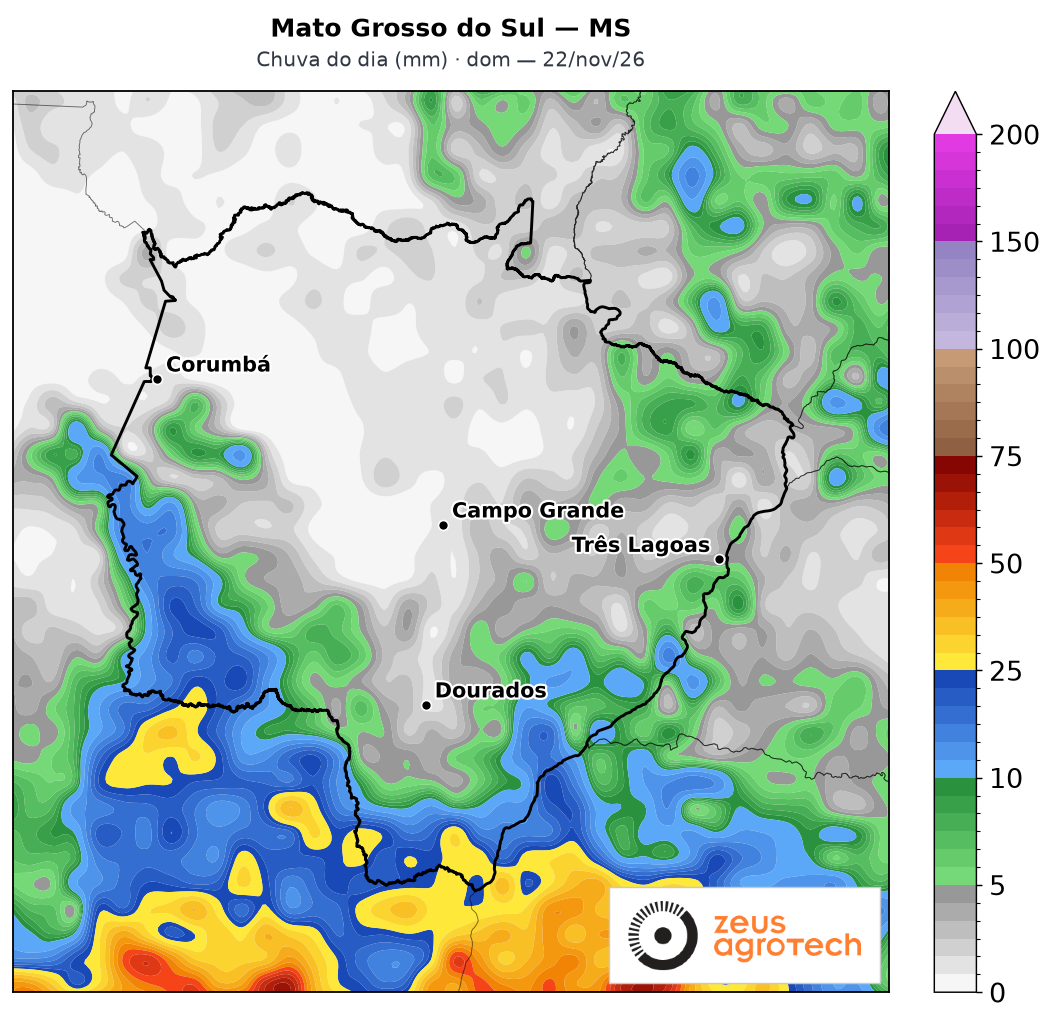 Mato Grosso do Sul — MS
Chuva do dia (mm) · dom — 22/nov/26
200
150
100
75
50
25
10
5
0
Corumbá
Campo Grande
Três Lagoas
Dourados
zeus
agrotech